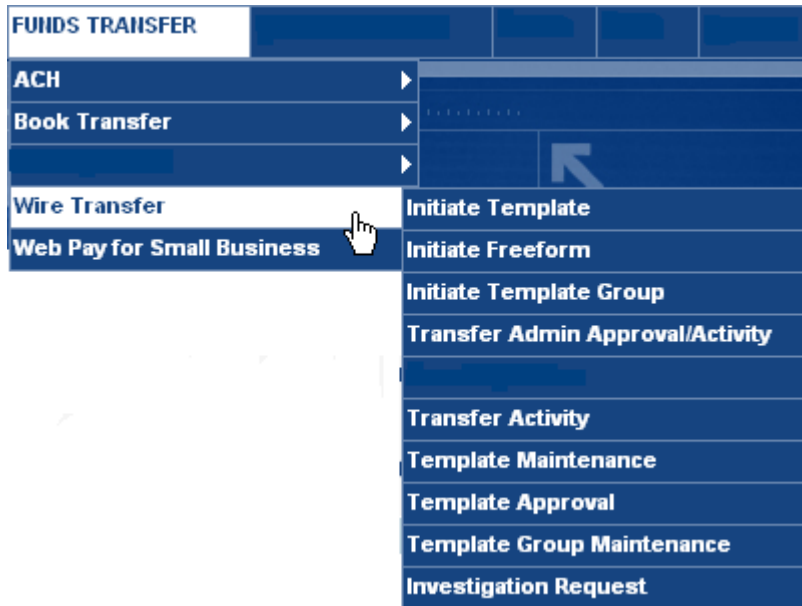 FUNDS TRANSFER
ACH
Book Transfer
Wire Transfer
Web Pay for Small Business
Initiate Template
Initiate Freeform
Initiate Template Group
Transfer Admin Approval/Activity
Transfer Activity
Template Maintenance
Template Approval
Template Group Maintenance
Investigation Request